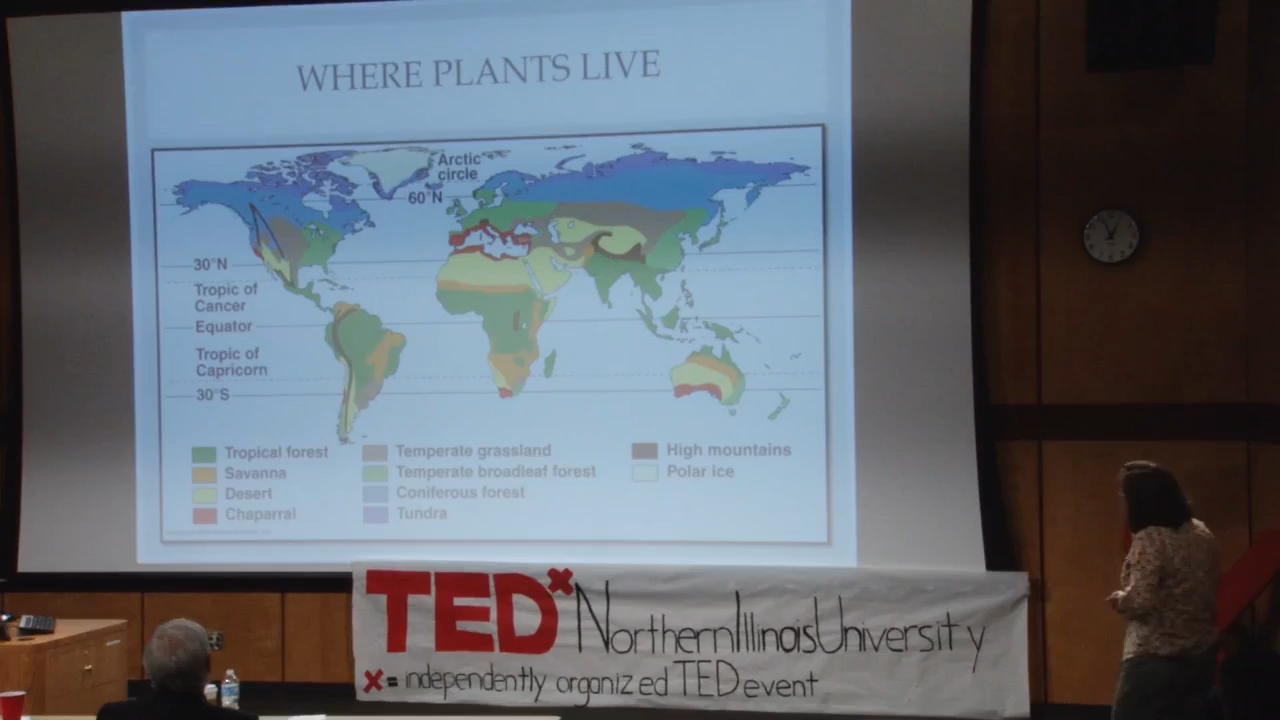 WHERE PLANTS LIVE
Arctic
circle
60°N
30°N
Tropic of
Cancer
Equator
Tropic of
Capricorn
30°S
Tropical forest
Savanna
Desert
Chaparral
Temperate grassland
Temperate broadleaf forest
Coniferous forest
Tundra
High mountains
Polar ice
TEDx NorthernIllinoisUniversity
x = independently organized TED event